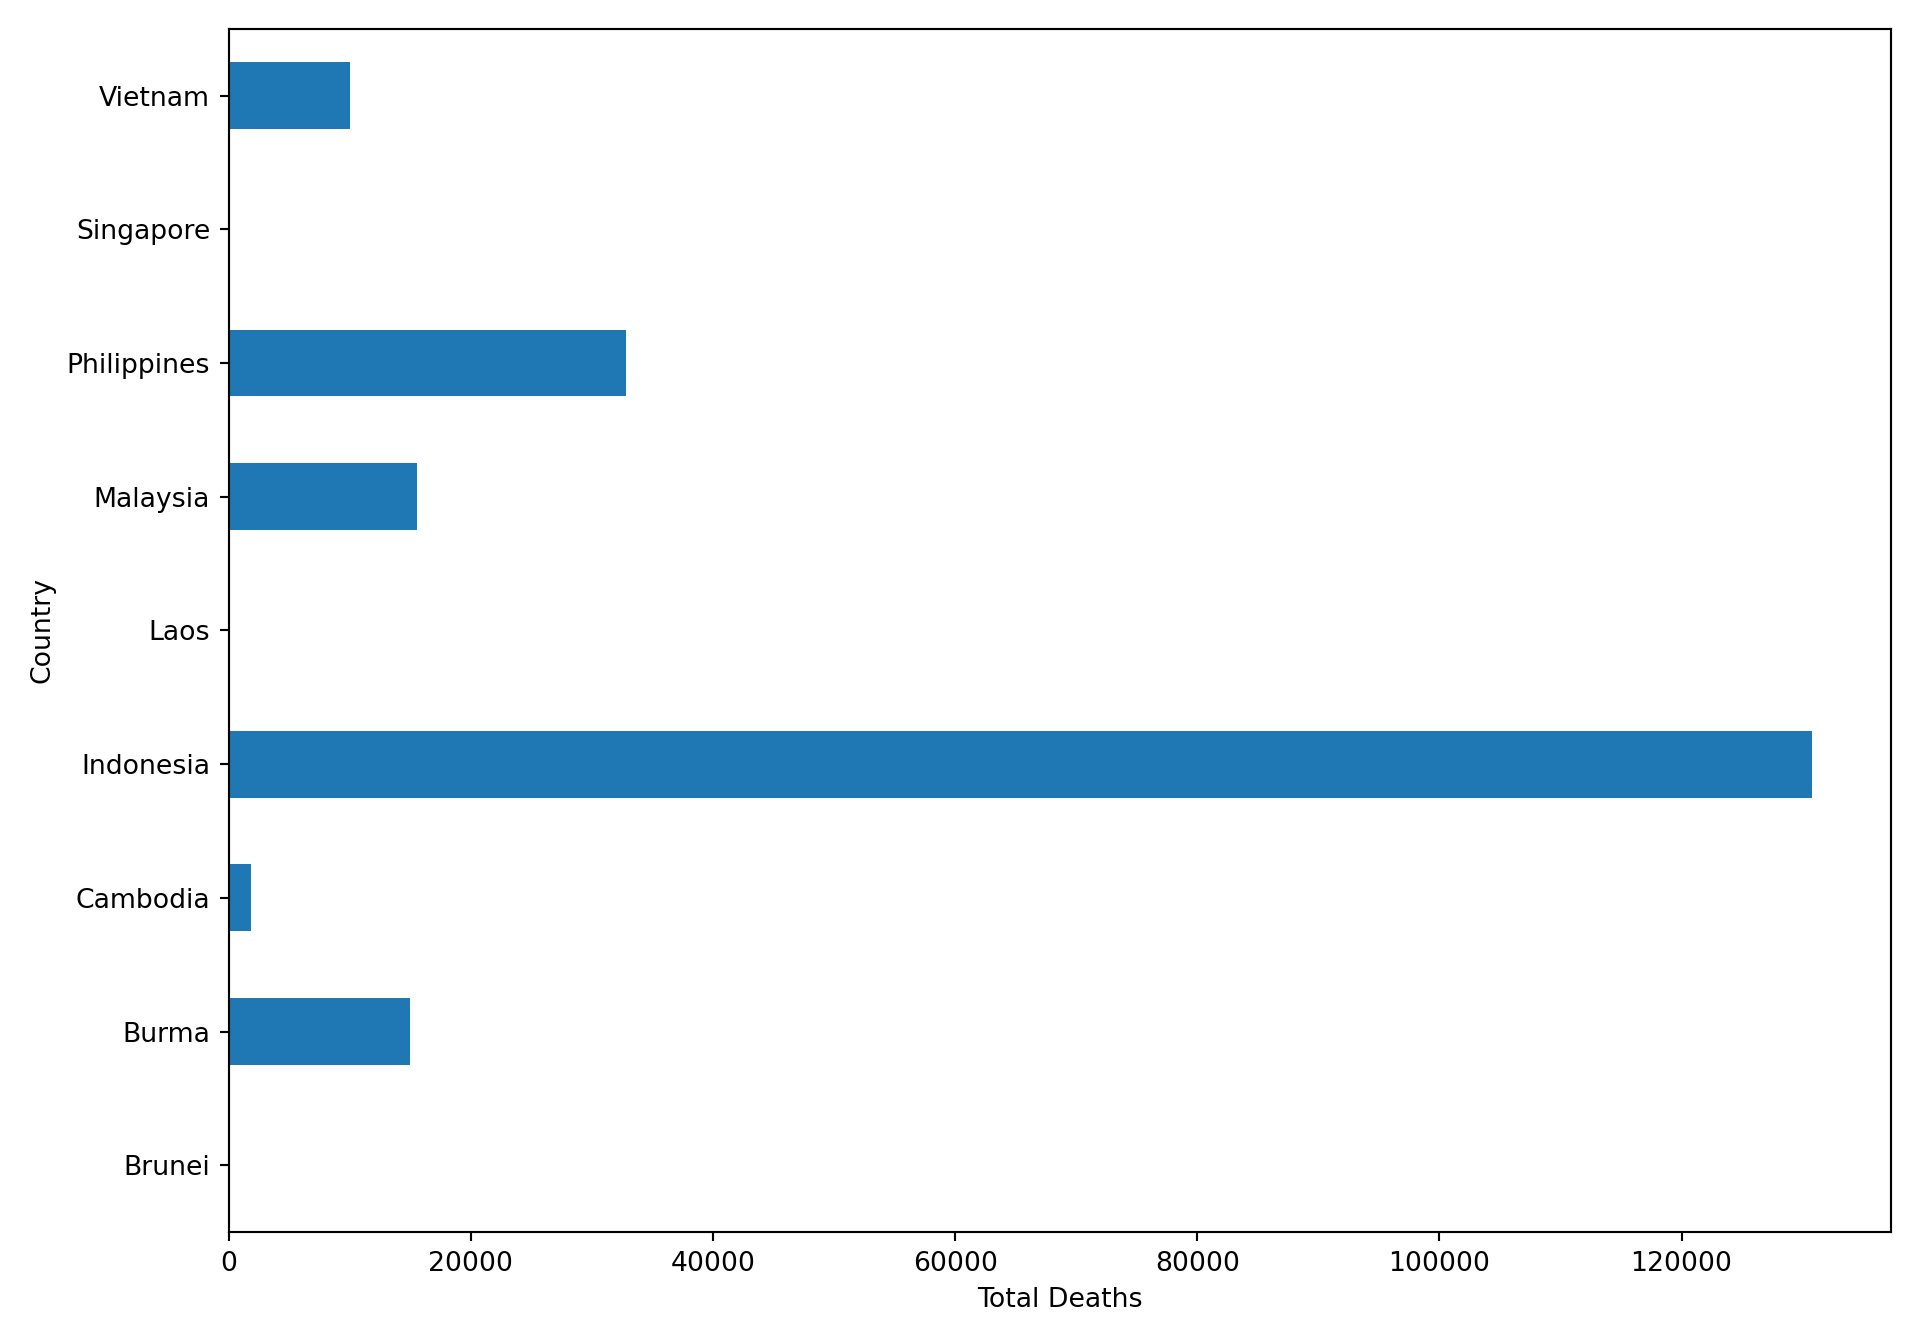 Vietnam
Singapore
Philippines
Malaysia
Laos
Indonesia
Cambodia
Burma
Brunei
Country
0 20000 40000 60000 80000 100000 120000
Total Deaths